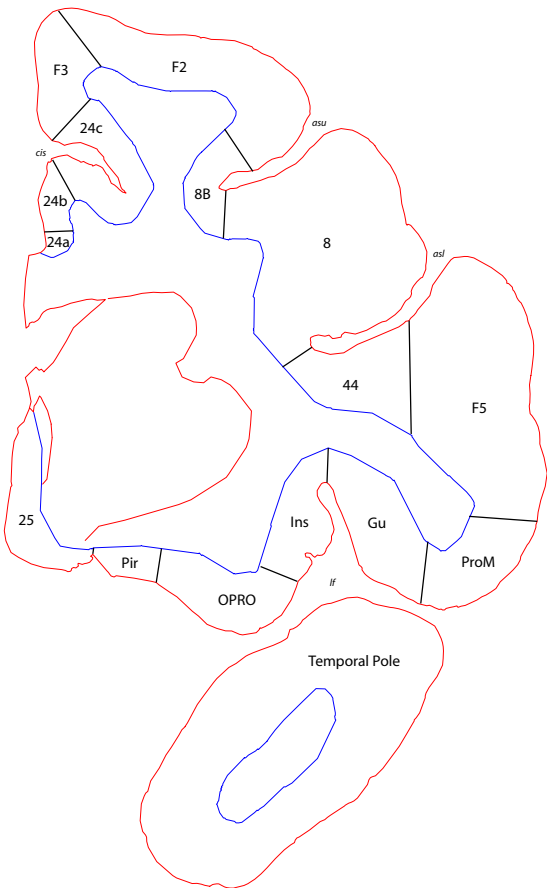 F3
F2
24c
asu
cis
24b
8B
24a
8
asl
44
F5
25
Ins
Gu
Pir
ProM
lf
OPRO
Temporal Pole